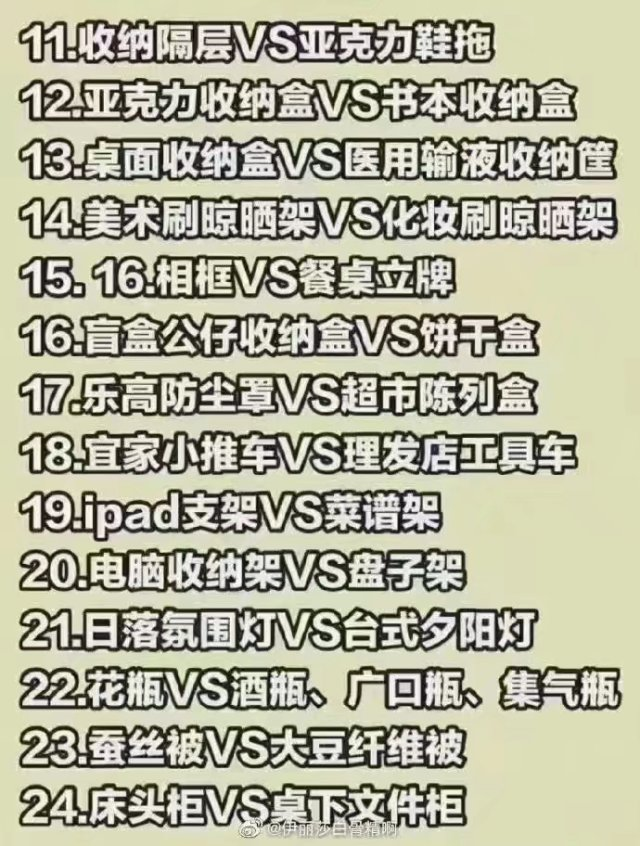 11.收纳隔层VS亚克力鞋拖
12.亚克力收纳盒VS书本收纳盒
13.桌面收纳盒VS医用输液收纳筐
14.美术刷晾晒架VS化妆刷晾晒架
15. 16.相框VS餐桌立牌
16.盲盒公仔收纳盒VS饼干盒
17.乐高防尘罩VS超市陈列盒
18.宜家小推车VS理发店工具车
19.ipad支架VS菜谱架
20.电脑收纳架VS盘子架
21.日落氛围灯VS台式夕阳灯
22.花瓶VS酒瓶、广口瓶、集气瓶
23.蚕丝被VS大豆纤维被
24.床头柜VS桌下文件柜
@伊丽莎白骨精啊